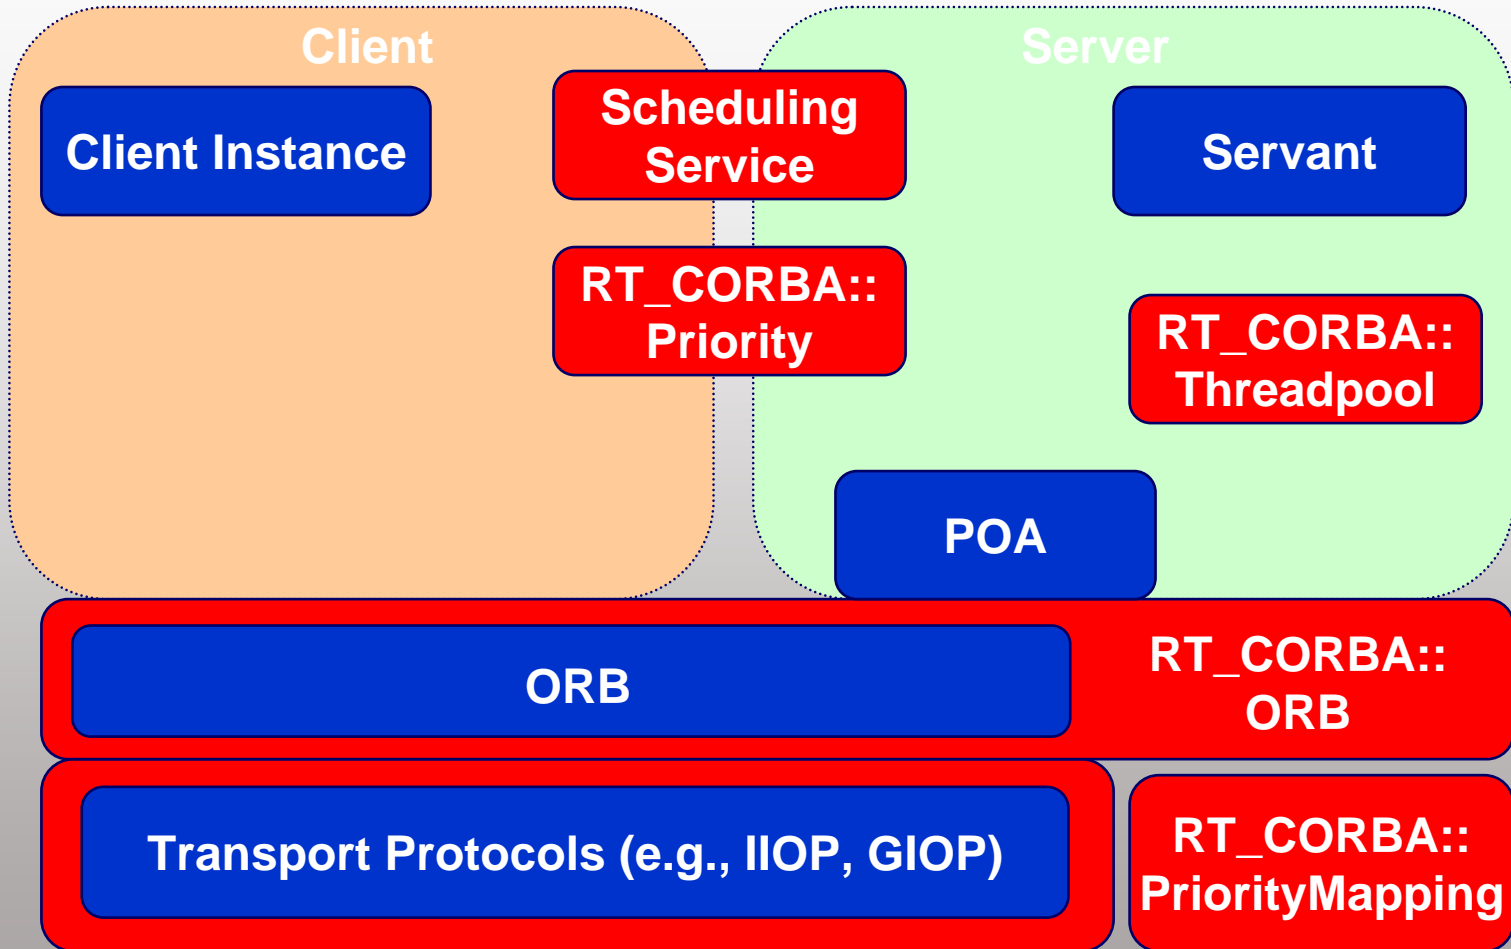 Client
Server
Client Instance
Scheduling
Service
Servant
RT_CORBA::
Priority
RT_CORBA::
Threadpool
POA
ORB
RT_CORBA::
ORB
Transport Protocols (e.g., IIOP, GIOP)
RT_CORBA::
PriorityMapping